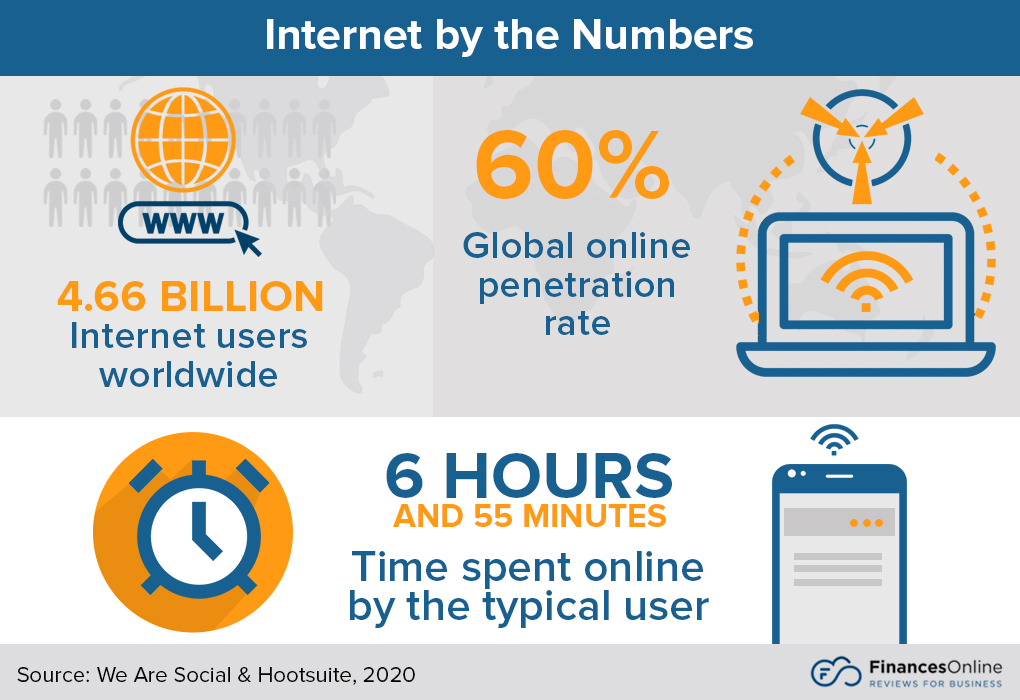 Internet by the Numbers
WWW
4.66 BILLION
Internet users
worldwide
60%
Global online
penetration
rate
6 HOURS
AND 55 MINUTES
Time spent online
by the typical user
Source: We Are Social & Hootsuite, 2020
FinancesOnline
REVIEWS FOR BUSINESS